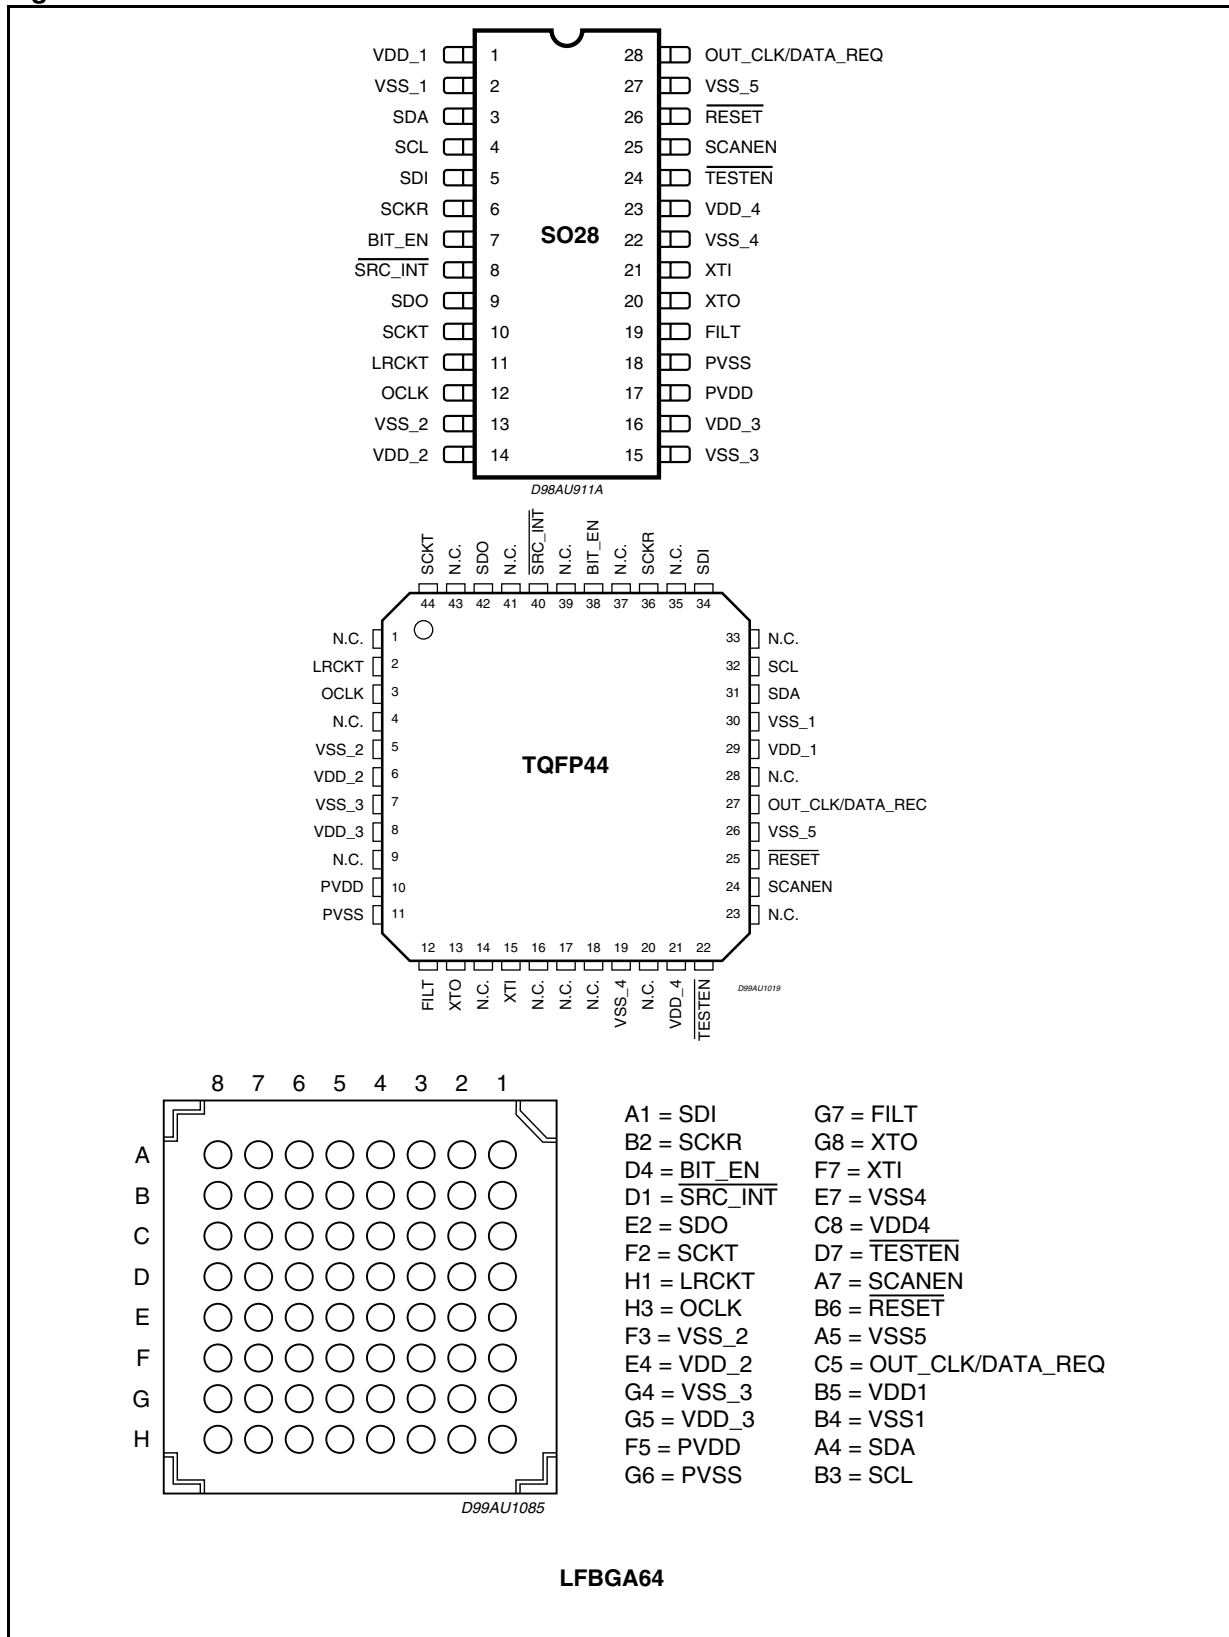 VDD_1 1 28 OUT_CLK/DATA_REQ
VSS_1 2 27 VSS_5
SDA 3 26 RESET
SCL 4 25 SCANEN
SDI 5 24 TESTEN
SCKR 6 23 VDD_4
BIT_EN 7 SO28 22 VSS_4
SRC_INT 8 21 XTI
SDO 9 20 XTO
SCKT 10 19 FILT
LRCKT 11 18 PVSS
OCLK 12 17 PVDD
VSS_2 13 16 VDD_3
VDD_2 14 15 VSS_3
D98AU911A
SCKT N.C. SDO N.C. SRC_INT N.C. BIT_EN N.C. SCKR N.C. SDI
44 43 42 41 40 39 38 37 36 35 34
N.C. 1 33 N.C.
LRCKT 2 32 SCL
OCLK 3 31 SDA
N.C. 4 30 VSS_1
VSS_2 5 29 VDD_1
TQFP44
VDD_2 6 28 N.C.
VSS_3 7 27 OUT_CLK/DATA_REC
VDD_3 8 26 VSS_5
N.C. 9 25 RESET
PVDD 10 24 SCANEN
PVSS 11 23 N.C.
12 13 14 15 16 17 18 19 20 21 22
FILT XTO N.C. XTI N.C. N.C. N.C. VSS_4 N.C. VDD_4 TESTEN
D99AU1019
8 7 6 5 4 3 2 1
A
B
C
D
E
F
G
H
D99AU1085
A1 = SDI
B2 = SCKR
D4 = BIT_EN
D1 = SRC_INT
E2 = SDO
F2 = SCKT
H1 = LRCKT
H3 = OCLK
F3 = VSS_2
E4 = VDD_2
G4 = VSS_3
G5 = VDD_3
F5 = PVDD
G6 = PVSS
G7 = FILT
G8 = XTO
F7 = XTI
E7 = VSS4
C8 = VDD4
D7 = TESTEN
A7 = SCANEN
B6 = RESET
A5 = VSS5
C5 = OUT_CLK/DATA_REQ
B5 = VDD1
B4 = VSS1
A4 = SDA
B3 = SCL
LFBGA64